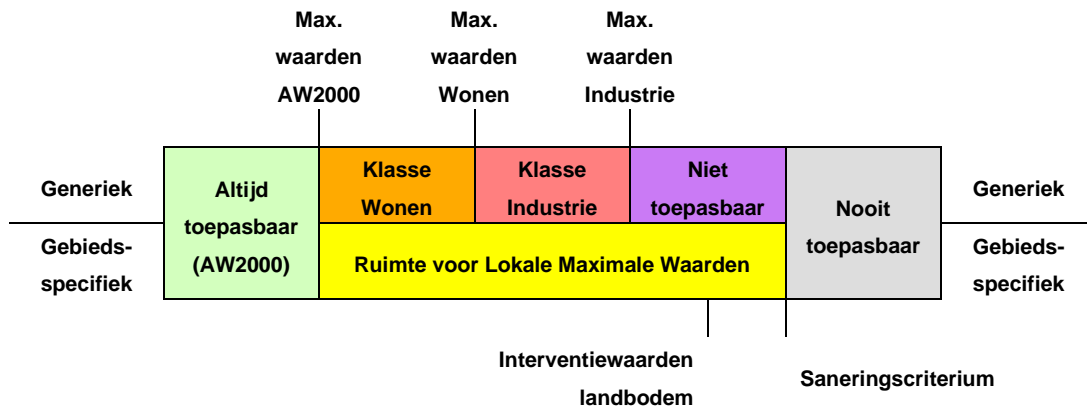 Max.
waarden
AW2000
Max.
waarden
Wonen
Max.
waarden
Industrie
Generiek
Gebieds-
specifiek
Altijd
toepasbaar
(AW2000)
Klasse
Wonen
Klasse
Industrie
Niet
toepasbaar
Ruimte voor Lokale Maximale Waarden
Nooit
toepasbaar
Generiek
Gebieds-
specifiek
Interventiewaarden
landbodem
Saneringscriterium